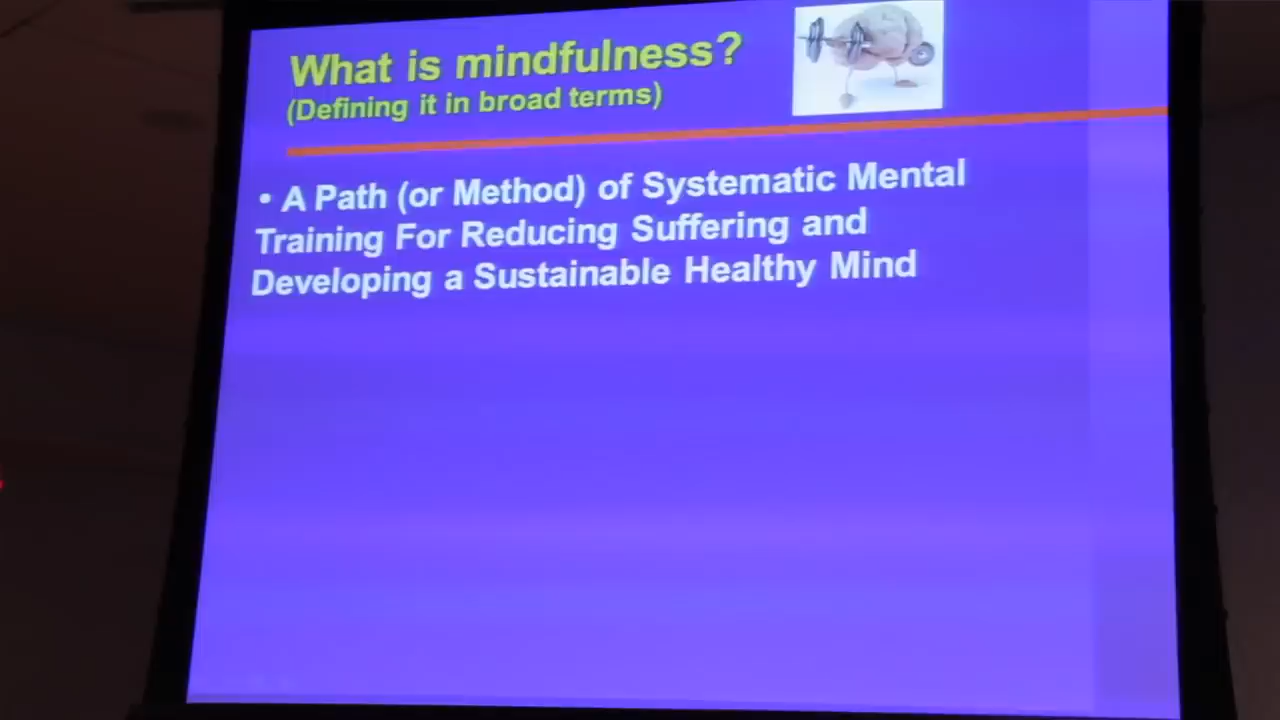 What is mindfulness?
(Defining it in broad terms)
• A Path (or Method) of Systematic Mental
Training For Reducing Suffering and
Developing a Sustainable Healthy Mind